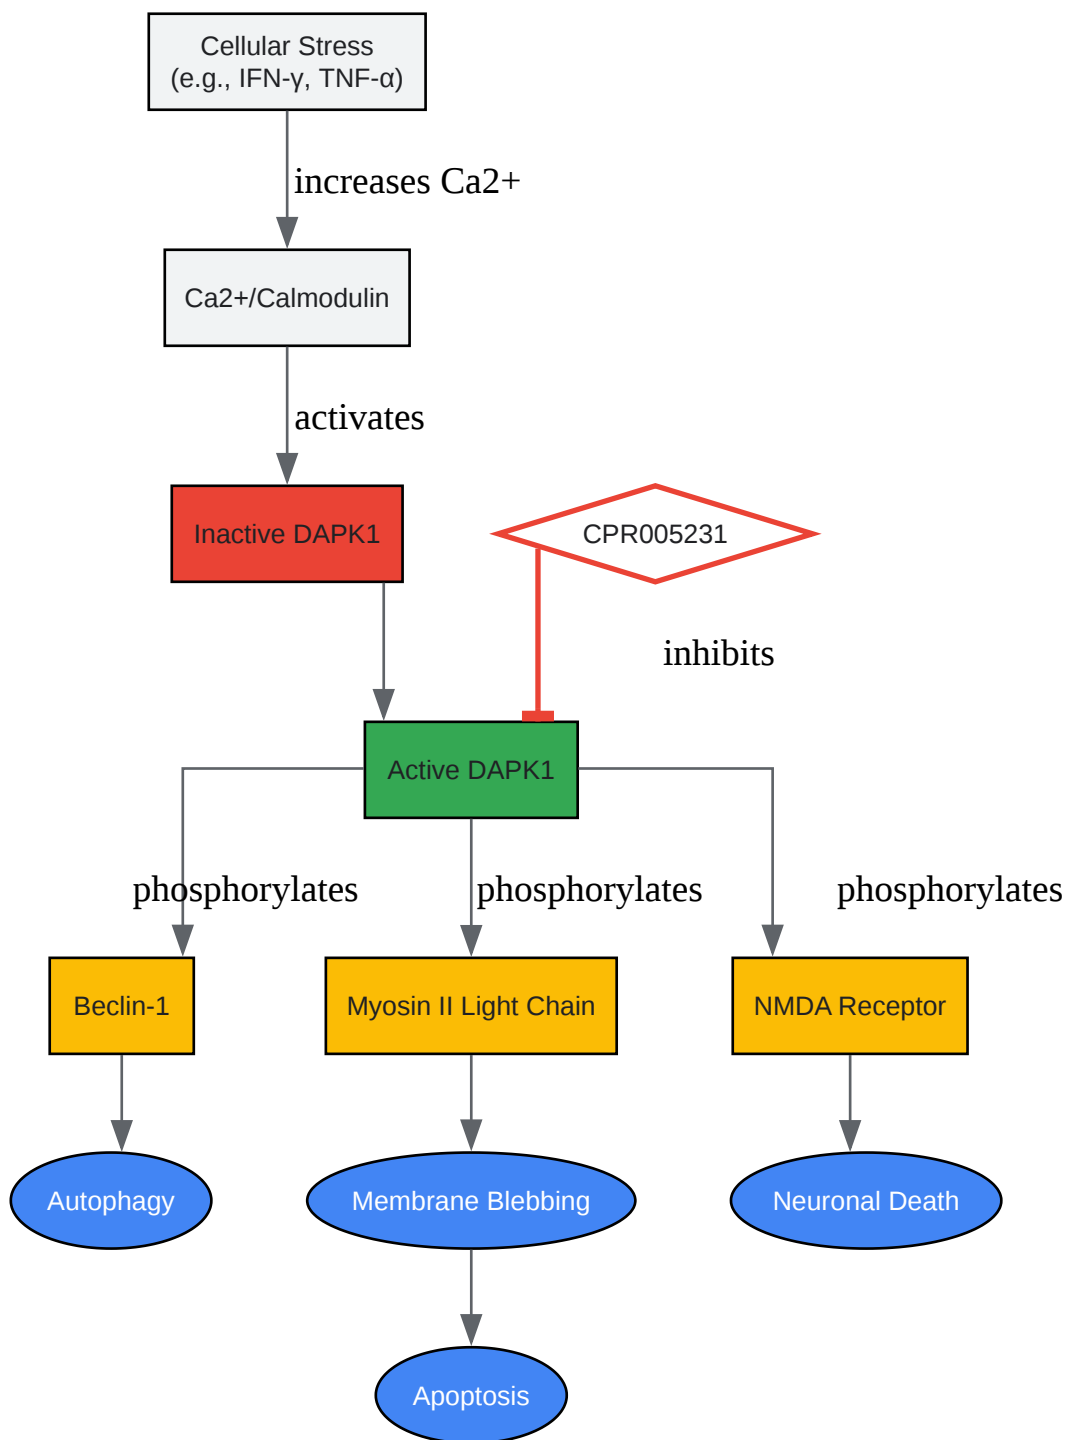 Cellular Stress
(e.g., IFN-γ, TNF-α)
increases Ca2+
Ca2+/Calmodulin
activates
Inactive DAPK1
CPR005231
inhibits
Active DAPK1
phosphorylates
phosphorylates
phosphorylates
Beclin-1
Myosin II Light Chain
NMDA Receptor
Autophagy
Membrane Blebbing
Neuronal Death
Apoptosis